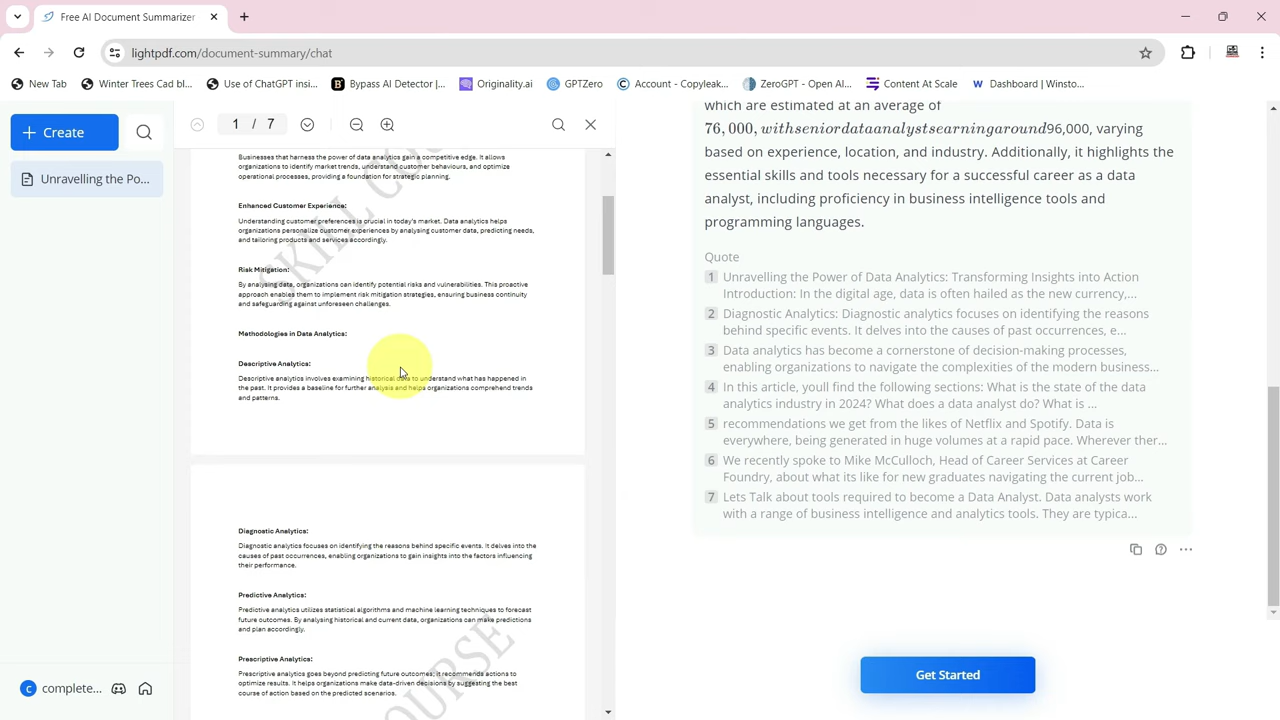 Free AI Document Summarizer
lightpdf.com/document-summary/chat
New Tab
Winter Trees Cad bl...
Use of ChatGPT insi...
Bypass AI Detector |...
Originality.ai
GPTZero
Account - Copyleak...
ZeroGPT - Open AI...
Content At Scale
Dashboard | Winsto...
Create
Unravelling the Po...
complete...
1 / 7
Businesses that harness the power of data analytics gain a competitive edge. It allows
organizations to identify market trends, understand customer behaviours, and optimize
operational processes, providing a foundation for strategic planning.
Enhanced Customer Experience:
Understanding customer preferences is crucial in today's market. Data analytics helps
organizations personalize customer experiences by analysing customer data, predicting needs,
and tailoring products and services accordingly.
Risk Mitigation:
By analysing data, organizations can identify potential risks and vulnerabilities. This proactive
approach enables them to implement risk mitigation strategies, ensuring business continuity
and safeguarding against unforeseen challenges.
Methodologies in Data Analytics:
Descriptive Analytics:
Descriptive analytics involves examining historical data to understand what has happened in
the past. It provides a baseline for further analysis and helps organizations comprehend trends
and patterns.
Diagnostic Analytics:
Diagnostic analytics focuses on identifying the reasons behind specific events. It delves into the
causes of past occurrences, enabling organizations to gain insights into the factors influencing
their performance.
Predictive Analytics:
Predictive analytics utilizes statistical algorithms and machine learning techniques to forecast
future outcomes. By analysing historical and current data, organizations can make predictions
and plan accordingly.
Prescriptive Analytics:
Prescriptive analytics goes beyond predicting future outcomes; it recommends actions to
optimize results. It helps organizations make data-driven decisions by suggesting the best
course of action based on the predicted scenarios.
which are estimated at an average of
76,000,withseniordataanalystsearningaround96,000, varying
based on experience, location, and industry. Additionally, it highlights the
essential skills and tools necessary for a successful career as a data
analyst, including proficiency in business intelligence tools and
programming languages.
Quote
1 Unravelling the Power of Data Analytics: Transforming Insights into Action
Introduction: In the digital age, data is often hailed as the new currency,...
2 Diagnostic Analytics: Diagnostic analytics focuses on identifying the reasons
behind specific events. It delves into the causes of past occurrences, e...
3 Data analytics has become a cornerstone of decision-making processes,
enabling organizations to navigate the complexities of the modern business...
4 In this article, youll find the following sections: What is the state of the data
analytics industry in 2024? What does a data analyst do? What is ...
5 recommendations we get from the likes of Netflix and Spotify. Data is
everywhere, being generated in huge volumes at a rapid pace. Wherever ther...
6 We recently spoke to Mike McCulloch, Head of Career Services at Career
Foundry, about what its like for new graduates navigating the current job...
7 Lets Talk about tools required to become a Data Analyst. Data analysts work
with a range of business intelligence and analytics tools. They are typica...
Get Started